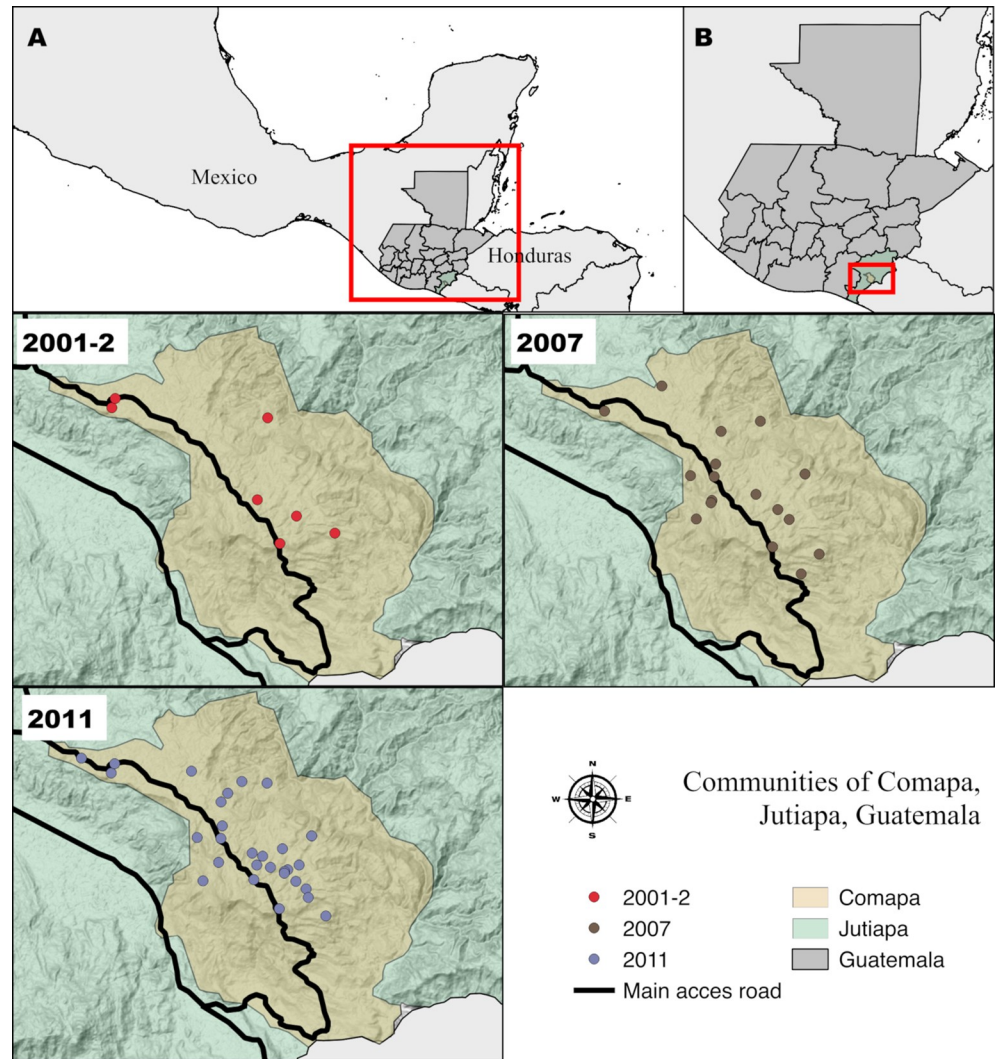 A
B
Mexico
Honduras
2001-2
2007
2011
N
W E
S
Communities of Comapa,
Jutiapa, Guatemala
2001-2
2007
2011
Main acces road
Comapa
Jutiapa
Guatemala